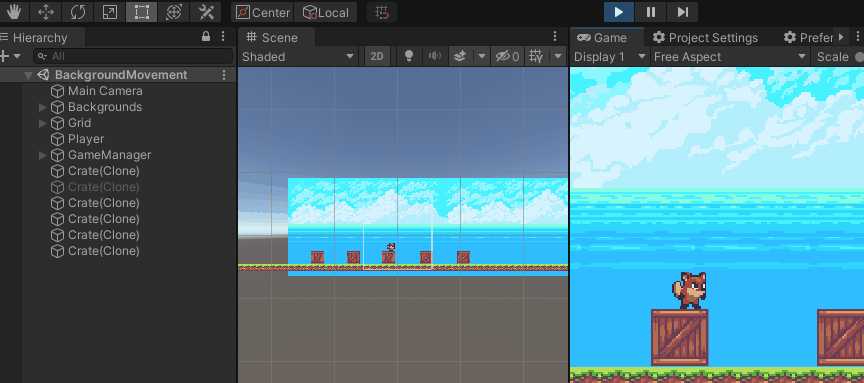 Center Local
Hierarchy
All
BackgroundMovement
Main Camera
Backgrounds
Grid
Player
GameManager
Crate(Clone)
Crate(Clone)
Crate(Clone)
Crate(Clone)
Crate(Clone)
Crate(Clone)
Scene
Shaded 2D 0
Game Project Settings Prefer
Display 1 Free Aspect Scale